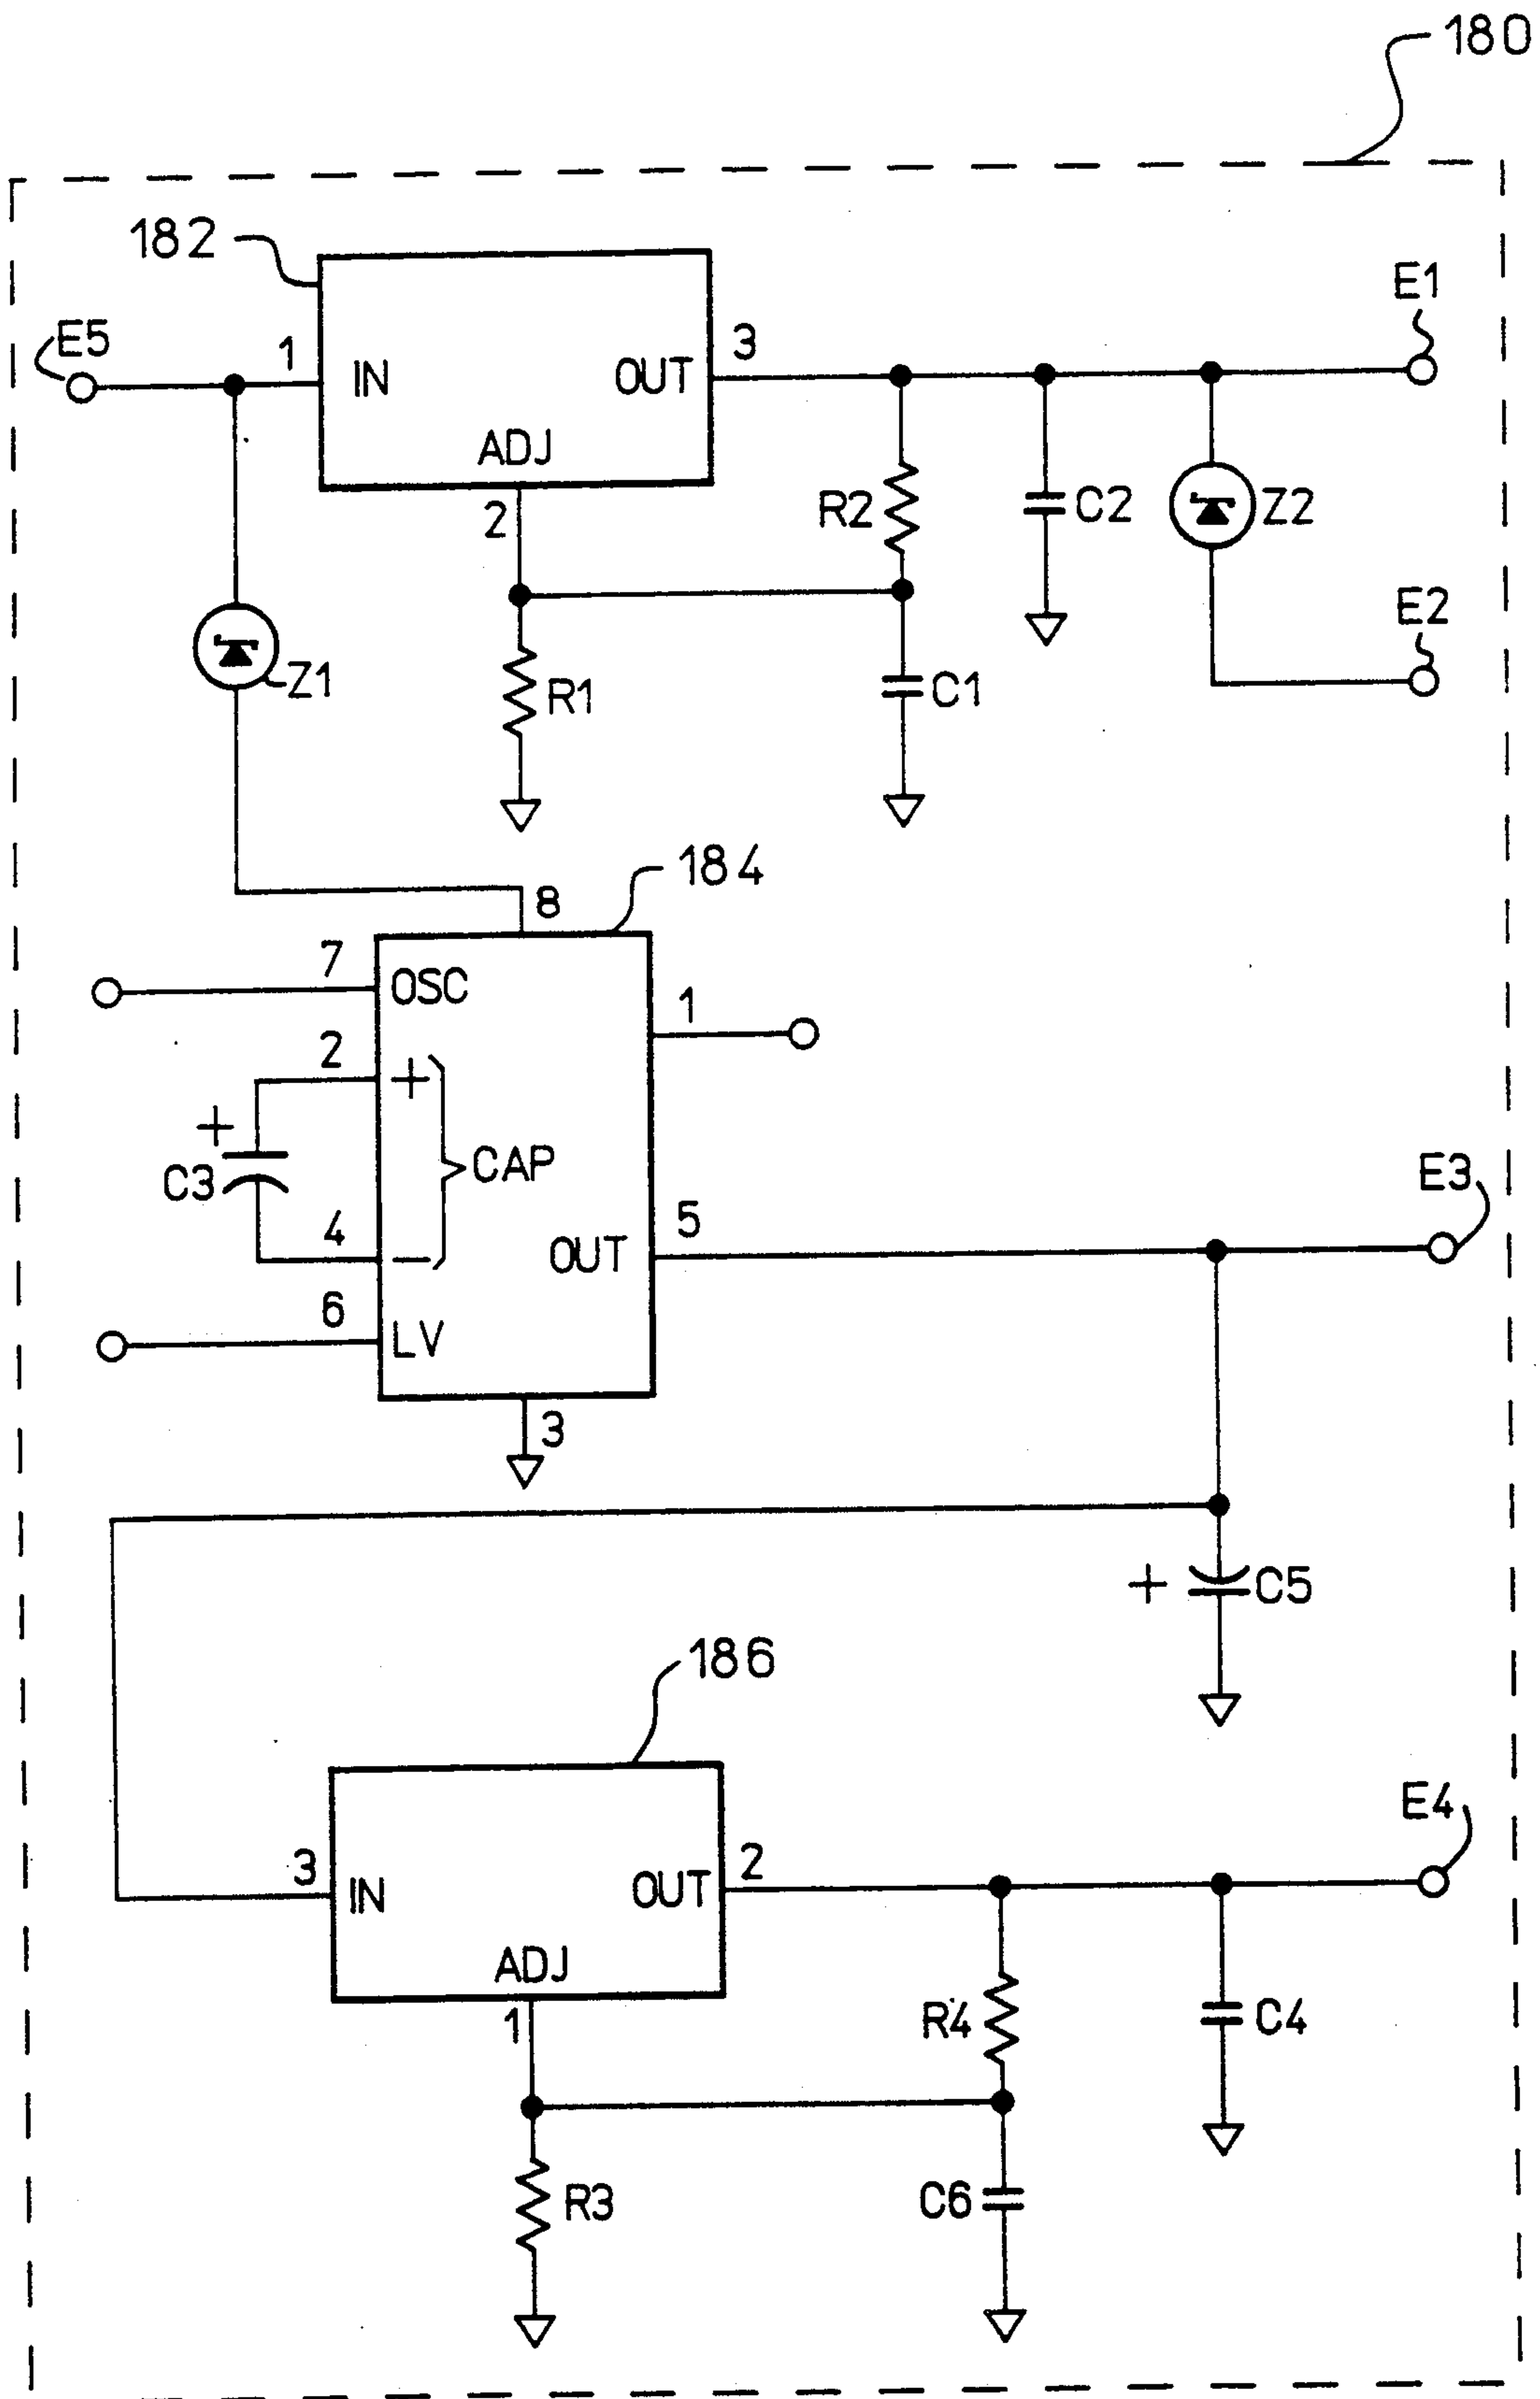 180
182
E5
1
IN
OUT
3
E1
ADJ
2
R2
C2
Z2
E2
Z1
R1
C1
184
8
7
OSC
1
2
+
+
C3
CAP
4
−
5
OUT
E3
6
LV
3
+
C5
186
E4
3
IN
OUT
2
ADJ
1
R4
C4
R3
C6